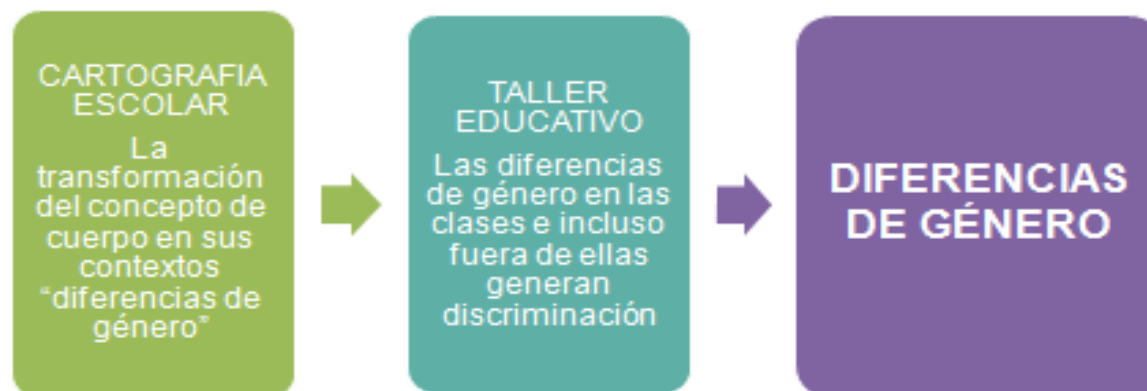 CARTOGRAFIA
ESCOLAR
La
transformación
del concepto de
cuerpo en sus
contextos
“diferencias de
género”
TALLER
EDUCATIVO
Las diferencias
de género en las
clases e incluso
fuera de ellas
generan
discriminación
DIFERENCIAS
DE GÉNERO